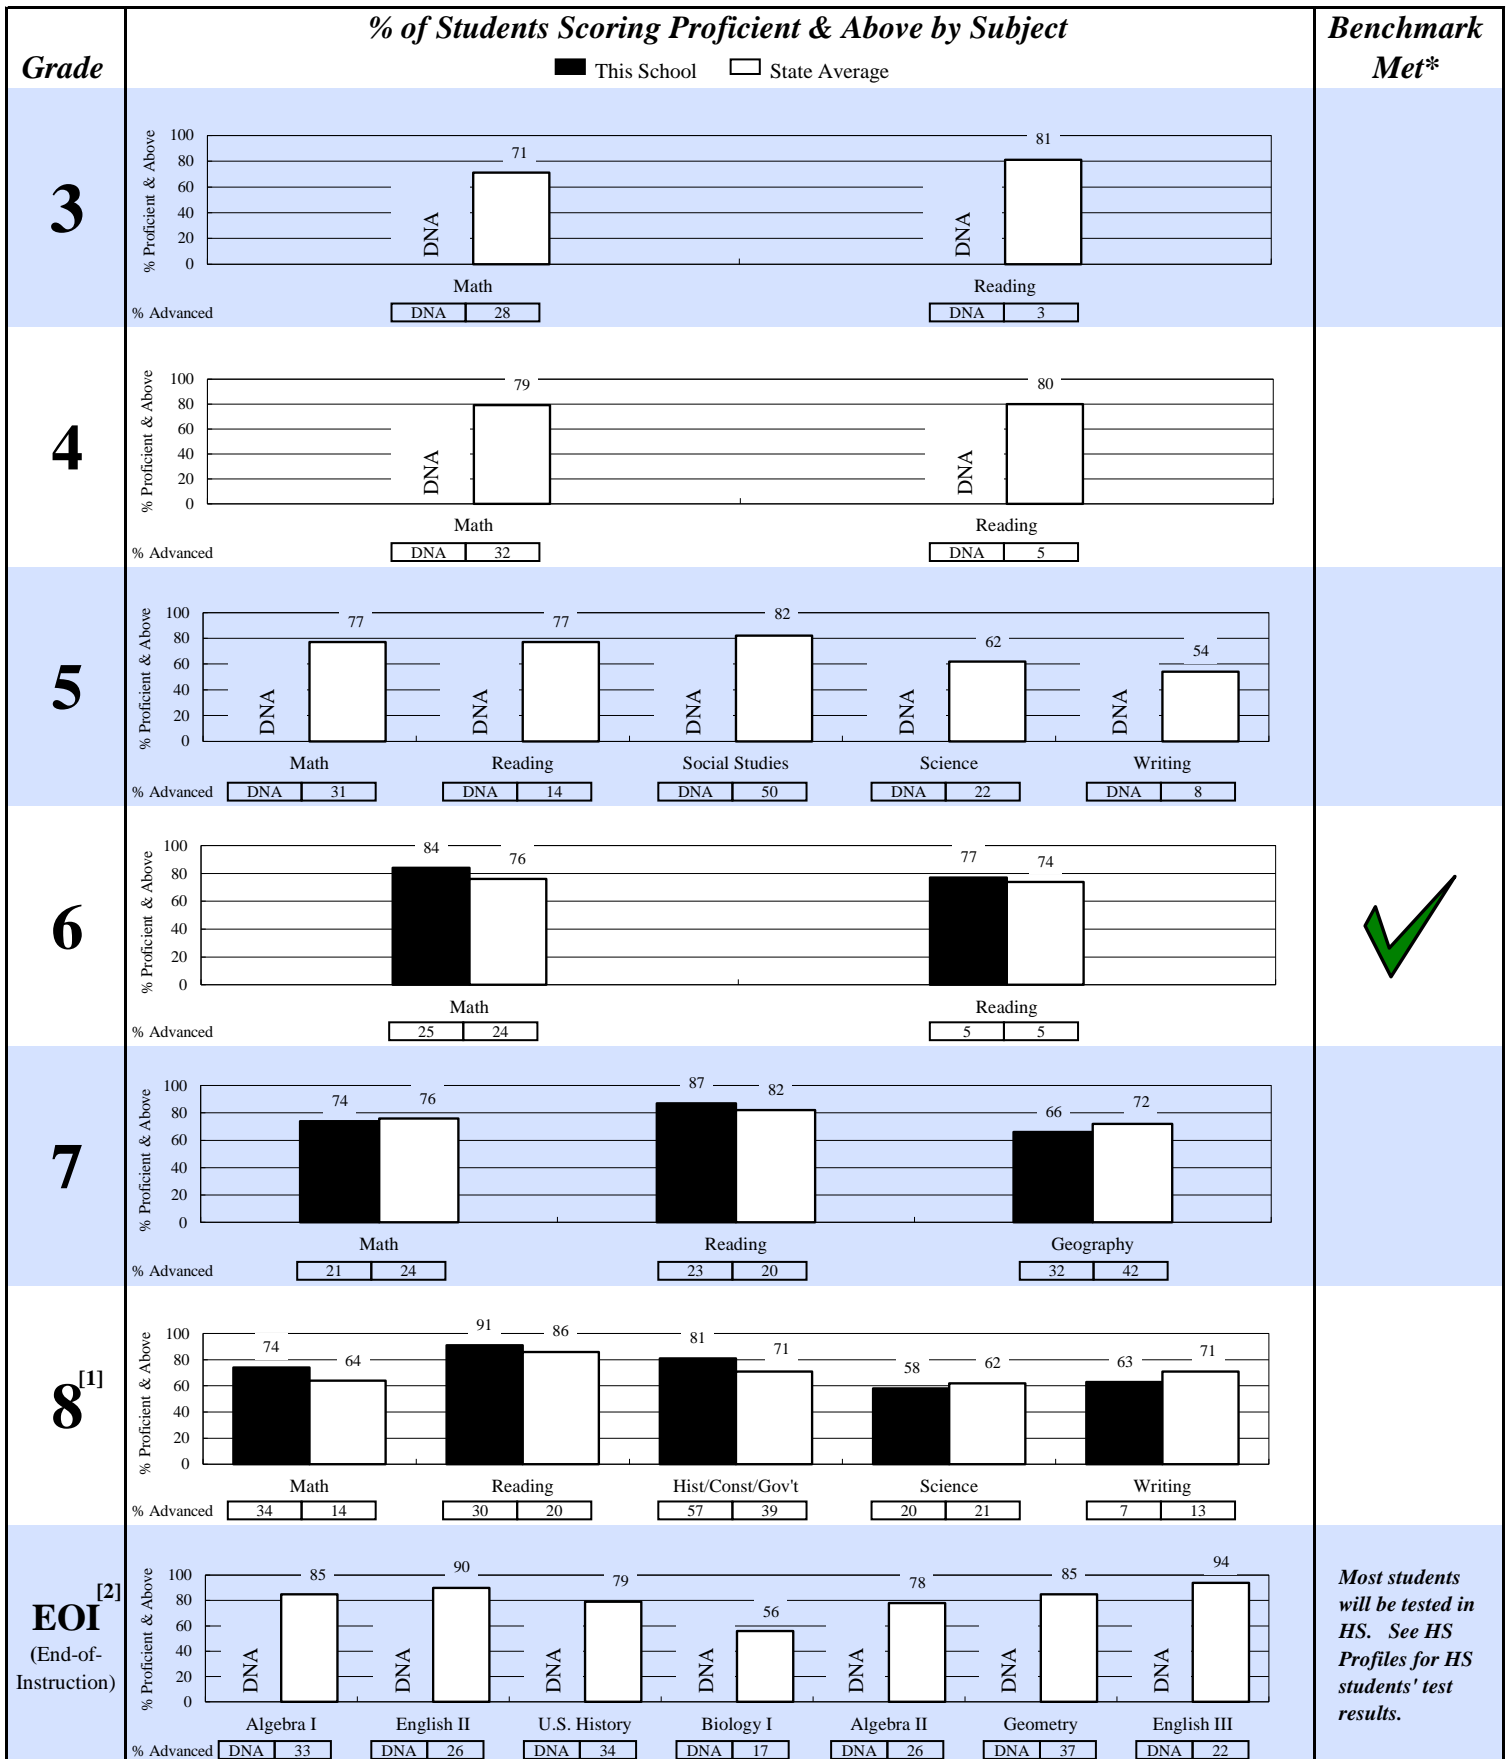 % of Students Scoring Proficient & Above by Subject
Benchmark
Met*
Grade
This School State Average
3
% Proficient & Above
100
80
60
40
20
0
DNA 71
DNA 81
Math Reading
% Advanced DNA 28 DNA 3
4
% Proficient & Above
100
80
60
40
20
0
DNA 79
DNA 80
Math Reading
% Advanced DNA 32 DNA 5
5
% Proficient & Above
100
80
60
40
20
0
DNA 77
DNA 77
DNA 82
DNA 62
DNA 54
Math Reading Social Studies Science Writing
% Advanced DNA 31 DNA 14 DNA 50 DNA 22 DNA 8
6
% Proficient & Above
100
80
60
40
20
0
84 76 77 74
Math Reading
% Advanced 25 24 5 5
7
% Proficient & Above
100
80
60
40
20
0
74 76 87 82 66 72
Math Reading Geography
% Advanced 21 24 23 20 32 42
8[1]
% Proficient & Above
100
80
60
40
20
0
74 64 91 86 81 71 58 62 63 71
Math Reading Hist/Const/Gov't Science Writing
% Advanced 34 14 30 20 57 39 20 21 7 13
EOI[2]
(End-of-
Instruction)
% Proficient & Above
100
80
60
40
20
0
DNA 85
DNA 90
DNA 79
DNA 56
DNA 78
DNA 85
DNA 94
Algebra I English II U.S. History Biology I Algebra II Geometry English III
% Advanced DNA 33 DNA 26 DNA 34 DNA 17 DNA 26 DNA 37 DNA 22
Most students
will be tested in
HS. See HS
Profiles for HS
students' test
results.